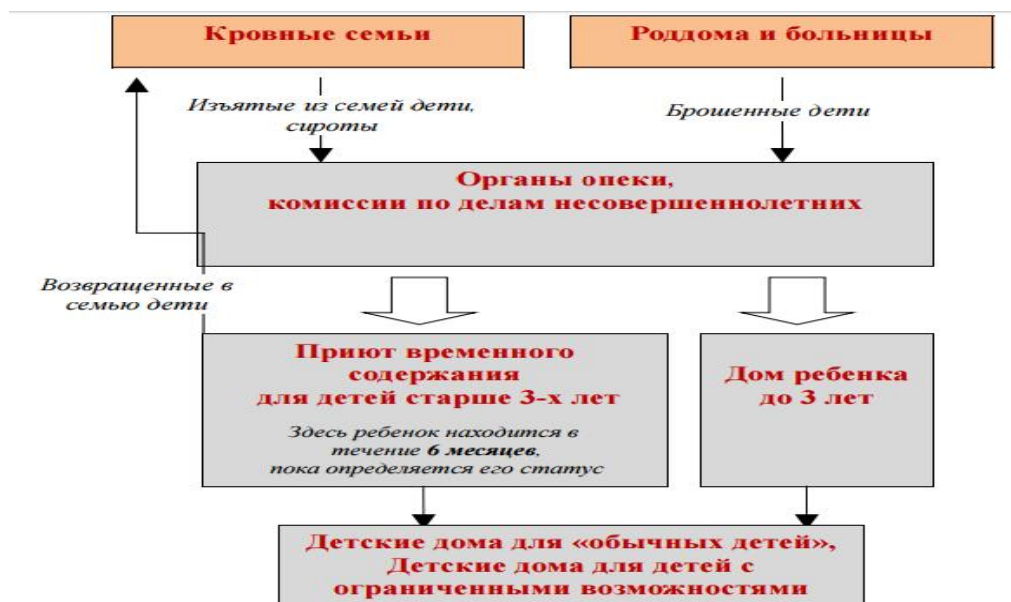 Кровные семьи
Роддома и больницы
Изъятые из семей дети,
сироты
Брошенные дети
Органы опеки,
комиссии по делам несовершеннолетних
Возвращенные в
семью дети
Приют временного
содержания
для детей старше 3-х лет
Здесь ребенок находится в
течение 6 месяцев,
пока определяется его статус
Дом ребенка
до 3 лет
Детские дома для «обычных детей»,
Детские дома для детей с
ограниченными возможностями